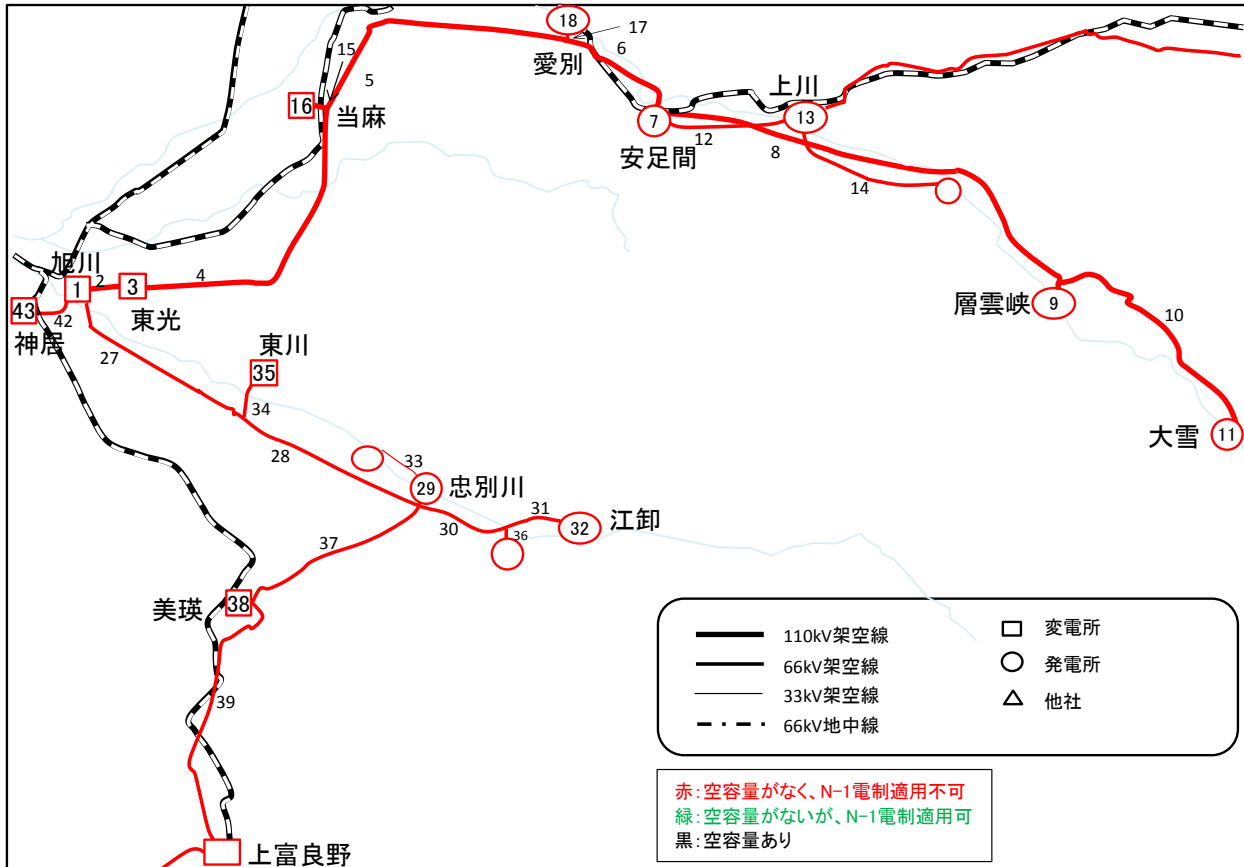 18
17
愛別
6
15
5
上川
16
当麻
7
13
12
安足間
8
14
旭川
1
2
3
4
43
42
東光
神居
層雲峡
9
10
27
東川
35
34
大雪
11
28
33
29
忠別川
31
30
32
江卸
36
37
美瑛
38
39
上富良野
110kV架空線
変電所
66kV架空線
発電所
33kV架空線
他社
66kV地中線
赤:空容量がなく、N-1電制適用不可
緑:空容量がないが、N-1電制適用可
黒:空容量あり